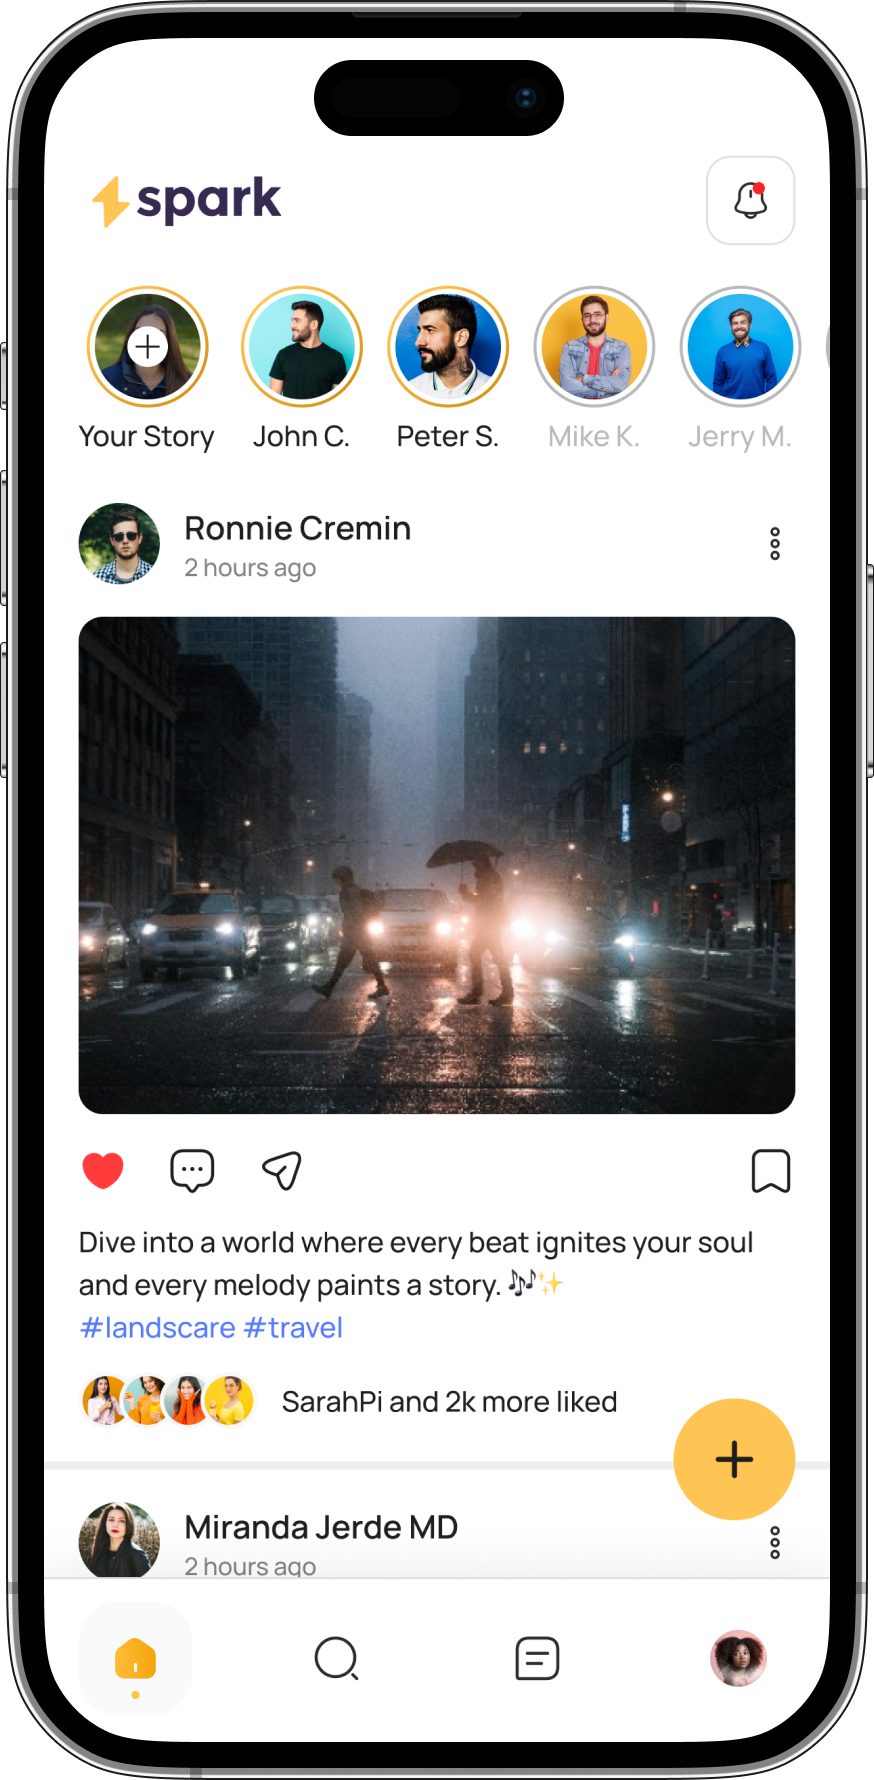 spark
Your Story
John C.
Peter S.
Mike K.
Jerry M.
Ronnie Cremin
2 hours ago
Dive into a world where every beat ignites your soul
and every melody paints a story. 🎶✨
#landscare #travel
SarahPi and 2k more liked
Miranda Jerde MD
2 hours ago